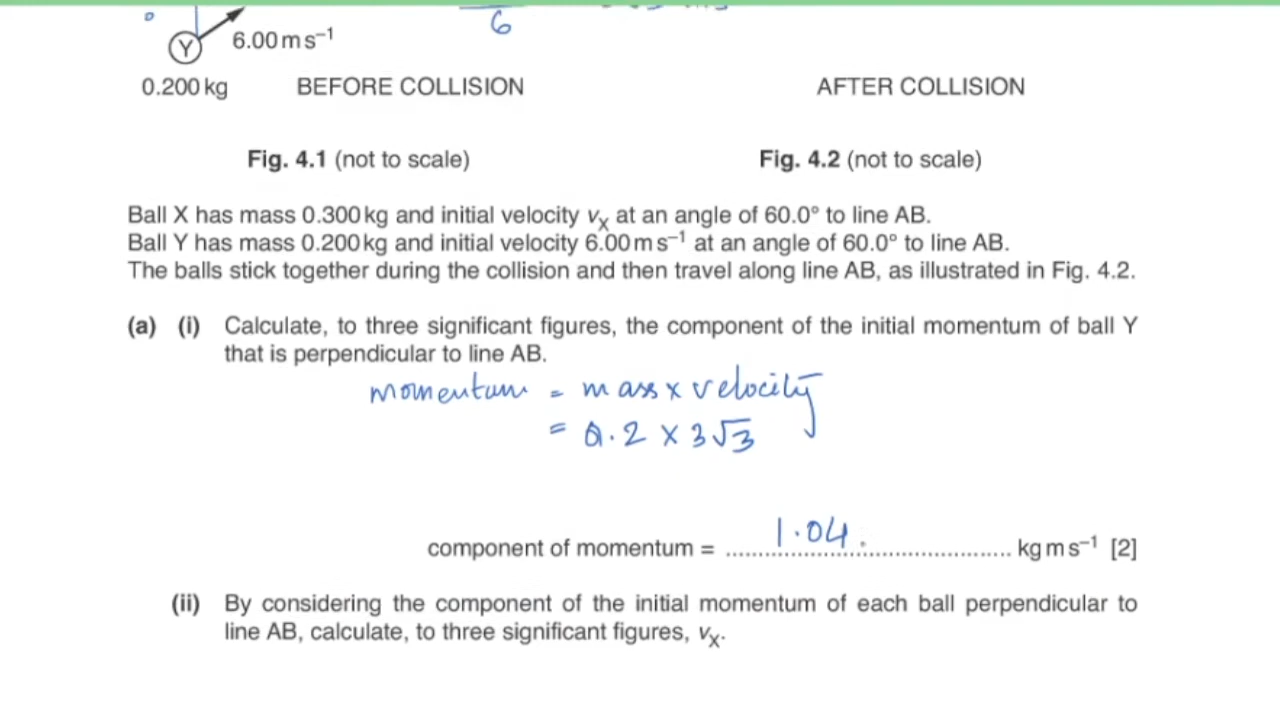 6
Y 6.00 m s⁻¹
0.200 kg BEFORE COLLISION AFTER COLLISION
Fig. 4.1 (not to scale) Fig. 4.2 (not to scale)
Ball X has mass 0.300 kg and initial velocity vX at an angle of 60.0° to line AB.
Ball Y has mass 0.200 kg and initial velocity 6.00 m s⁻¹ at an angle of 60.0° to line AB.
The balls stick together during the collision and then travel along line AB, as illustrated in Fig. 4.2.
(a) (i) Calculate, to three significant figures, the component of the initial momentum of ball Y
that is perpendicular to line AB.
momentum = mass x velocity
= 0.2 x 3√3
component of momentum = 1.04 kg m s⁻¹ [2]
(ii) By considering the component of the initial momentum of each ball perpendicular to
line AB, calculate, to three significant figures, vX.